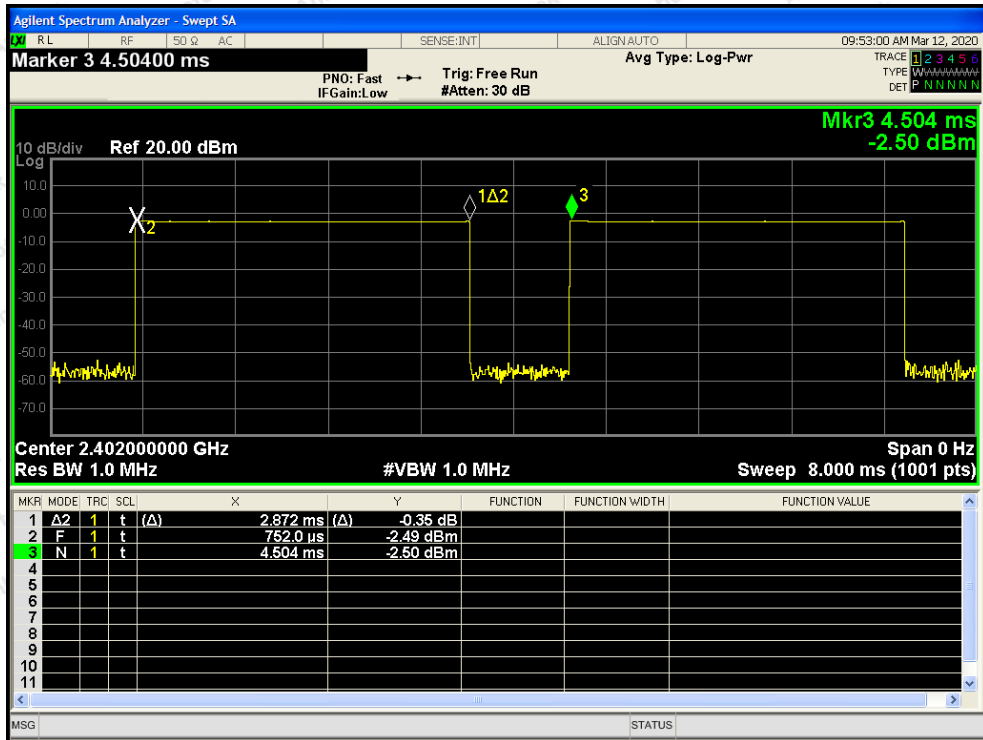 Agilent Spectrum Analyzer - Swept SA
LXI RL RF 50 Ω AC SENSE:INT ALIGNAUTO 09:53:00 AM Mar 12, 2020
Marker 3 4.50400 ms
PNO: Fast
IFGain:Low
Trig: Free Run
#Atten: 30 dB
Avg Type: Log-Pwr
TRACE 1 2 3 4 5 6
TYPE WWWWWW
DET P N N N N N
Mkr3 4.504 ms
-2.50 dBm
10 dB/div Ref 20.00 dBm
Log
10.0
0.00
-10.0
-20.0
-30.0
-40.0
-50.0
-60.0
-70.0
2
1Δ2
3
Center 2.402000000 GHz Span 0 Hz
Res BW 1.0 MHz #VBW 1.0 MHz Sweep 8.000 ms (1001 pts)
MKR MODE TRC SCL X Y FUNCTION FUNCTION WIDTH FUNCTION VALUE
1 Δ2 1 t (Δ) 2.872 ms (Δ) -0.35 dB
2 F 1 t 752.0 µs -2.49 dBm
3 N 1 t 4.504 ms -2.50 dBm
4
5
6
7
8
9
10
11
MSG STATUS